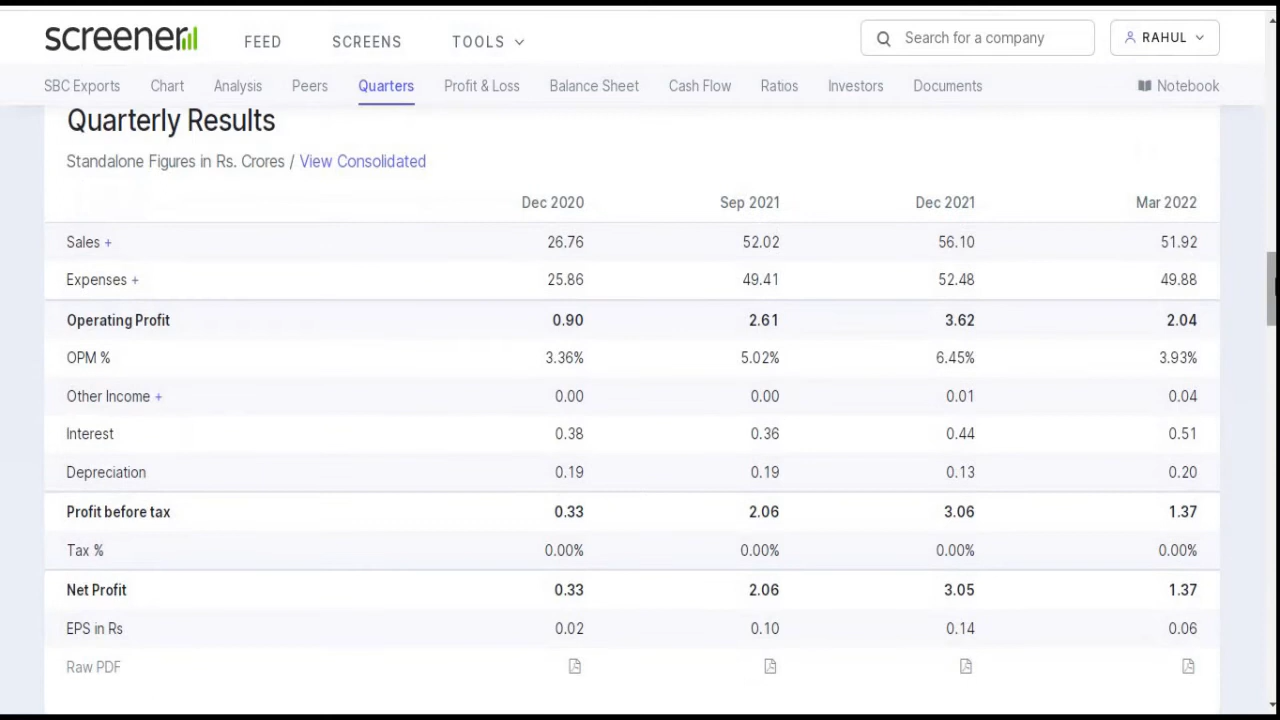 screener FEED SCREENS TOOLS Search for a company RAHUL
SBC Exports Chart Analysis Peers Quarters Profit & Loss Balance Sheet Cash Flow Ratios Investors Documents Notebook
Quarterly Results
Standalone Figures in Rs. Crores / View Consolidated
Dec 2020 Sep 2021 Dec 2021 Mar 2022
Sales + 26.76 52.02 56.10 51.92
Expenses + 25.86 49.41 52.48 49.88
Operating Profit 0.90 2.61 3.62 2.04
OPM % 3.36% 5.02% 6.45% 3.93%
Other Income + 0.00 0.00 0.01 0.04
Interest 0.38 0.36 0.44 0.51
Depreciation 0.19 0.19 0.13 0.20
Profit before tax 0.33 2.06 3.06 1.37
Tax % 0.00% 0.00% 0.00% 0.00%
Net Profit 0.33 2.06 3.05 1.37
EPS in Rs 0.02 0.10 0.14 0.06
Raw PDF